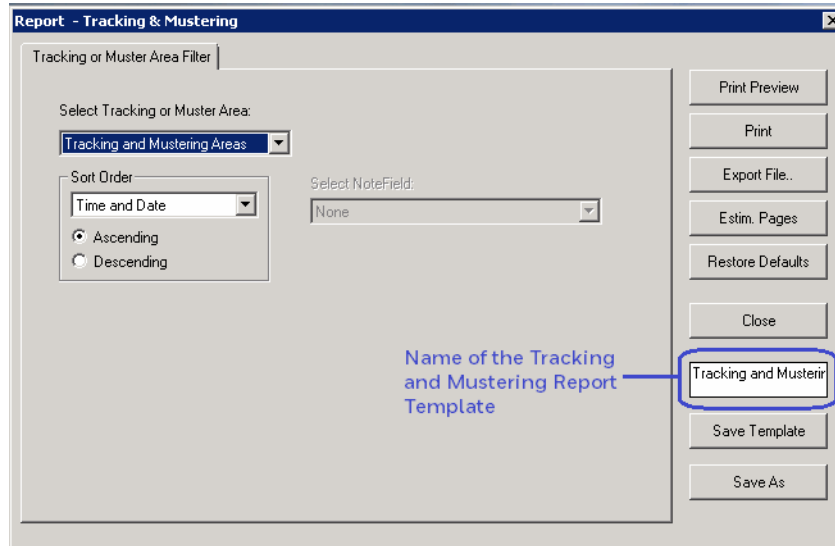 Report - Tracking & Mustering
Tracking or Muster Area Filter
Select Tracking or Muster Area:
Tracking and Mustering Areas
Sort Order
Time and Date
Ascending
Descending
Select NoteField:
None
Print Preview
Print
Export File..
Estim. Pages
Restore Defaults
Close
Name of the Tracking
and Mustering Report
Template
Tracking and Musterin
Save Template
Save As